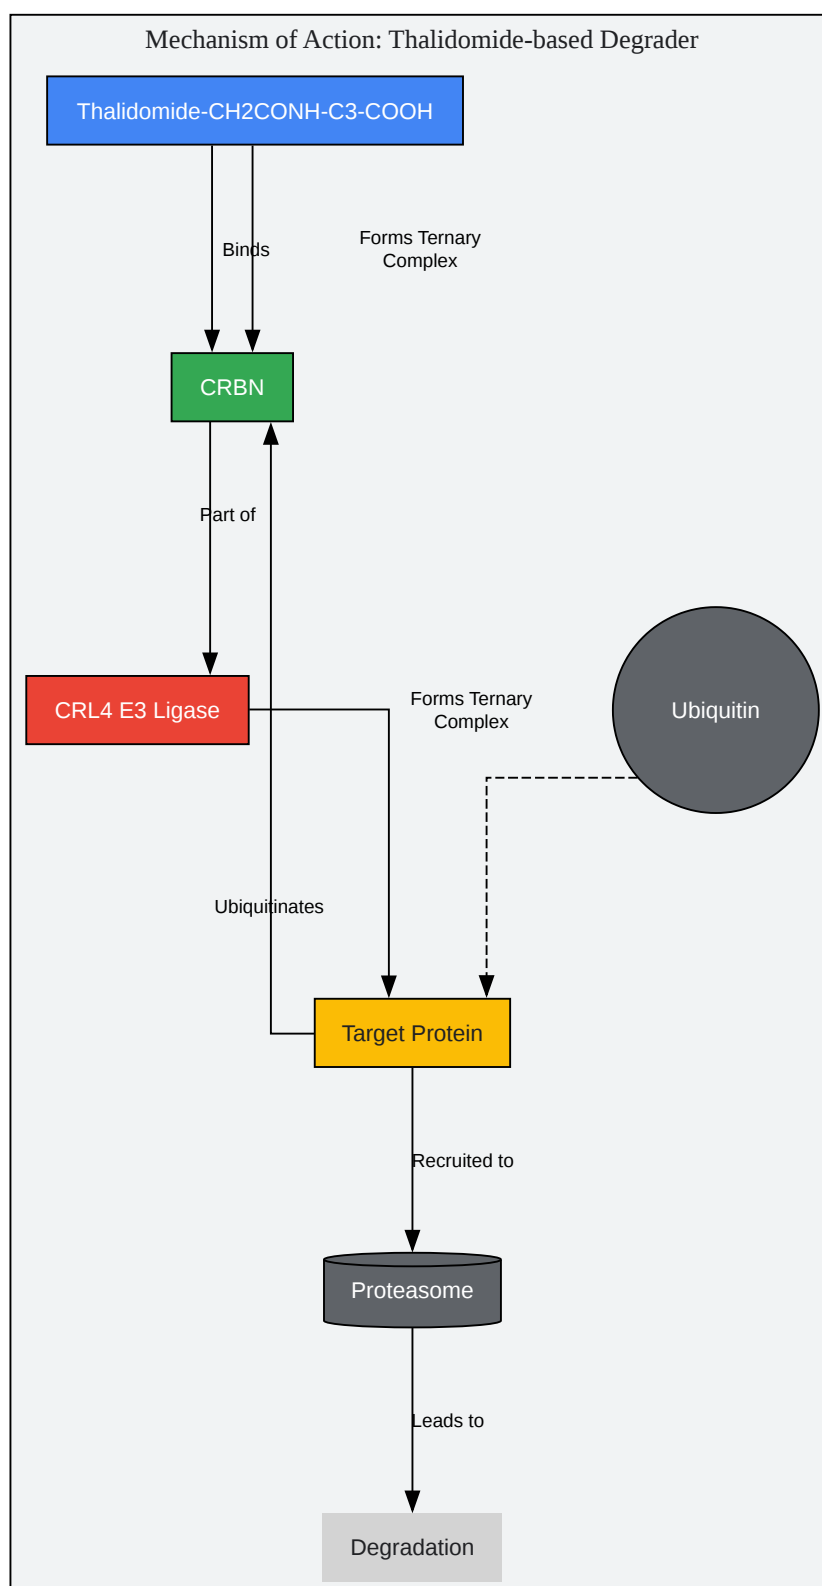 Mechanism of Action: Thalidomide-based Degrader
Thalidomide-CH2CONH-C3-COOH
Binds
Forms Ternary
Complex
CRBN
Part of
CRL4 E3 Ligase
Forms Ternary
Complex
Ubiquitin
Ubiquitinates
Target Protein
Recruited to
Proteasome
Leads to
Degradation